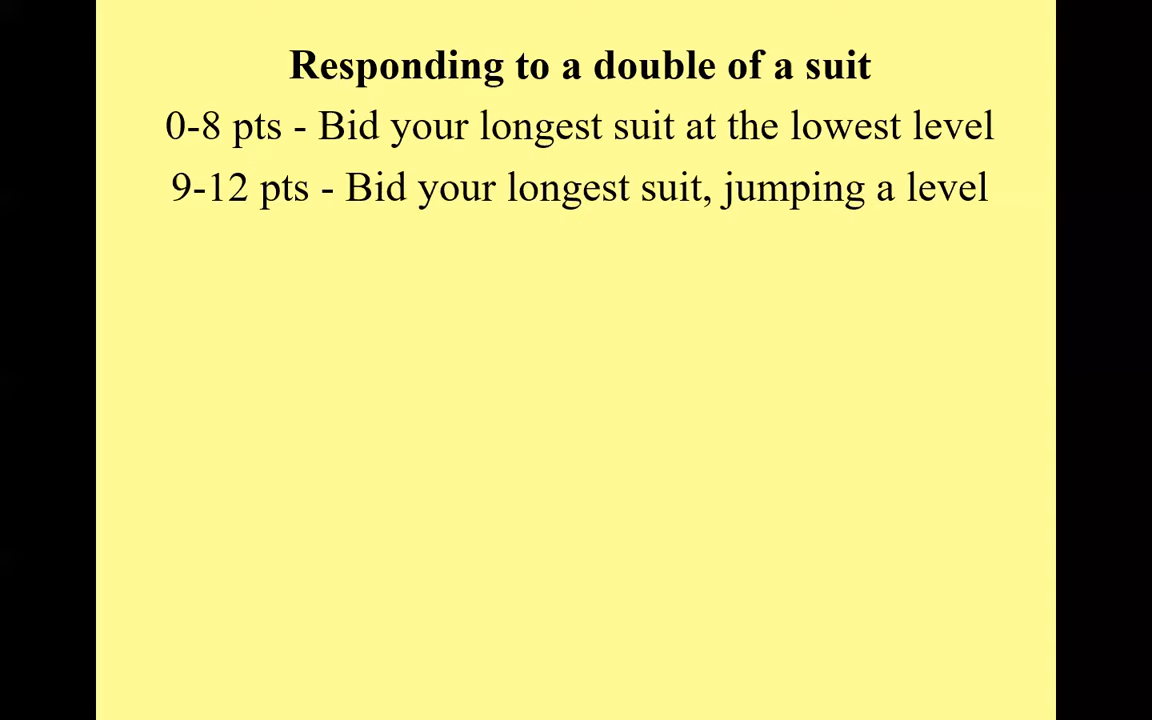 Responding to a double of a suit
0-8 pts - Bid your longest suit at the lowest level
9-12 pts - Bid your longest suit, jumping a level